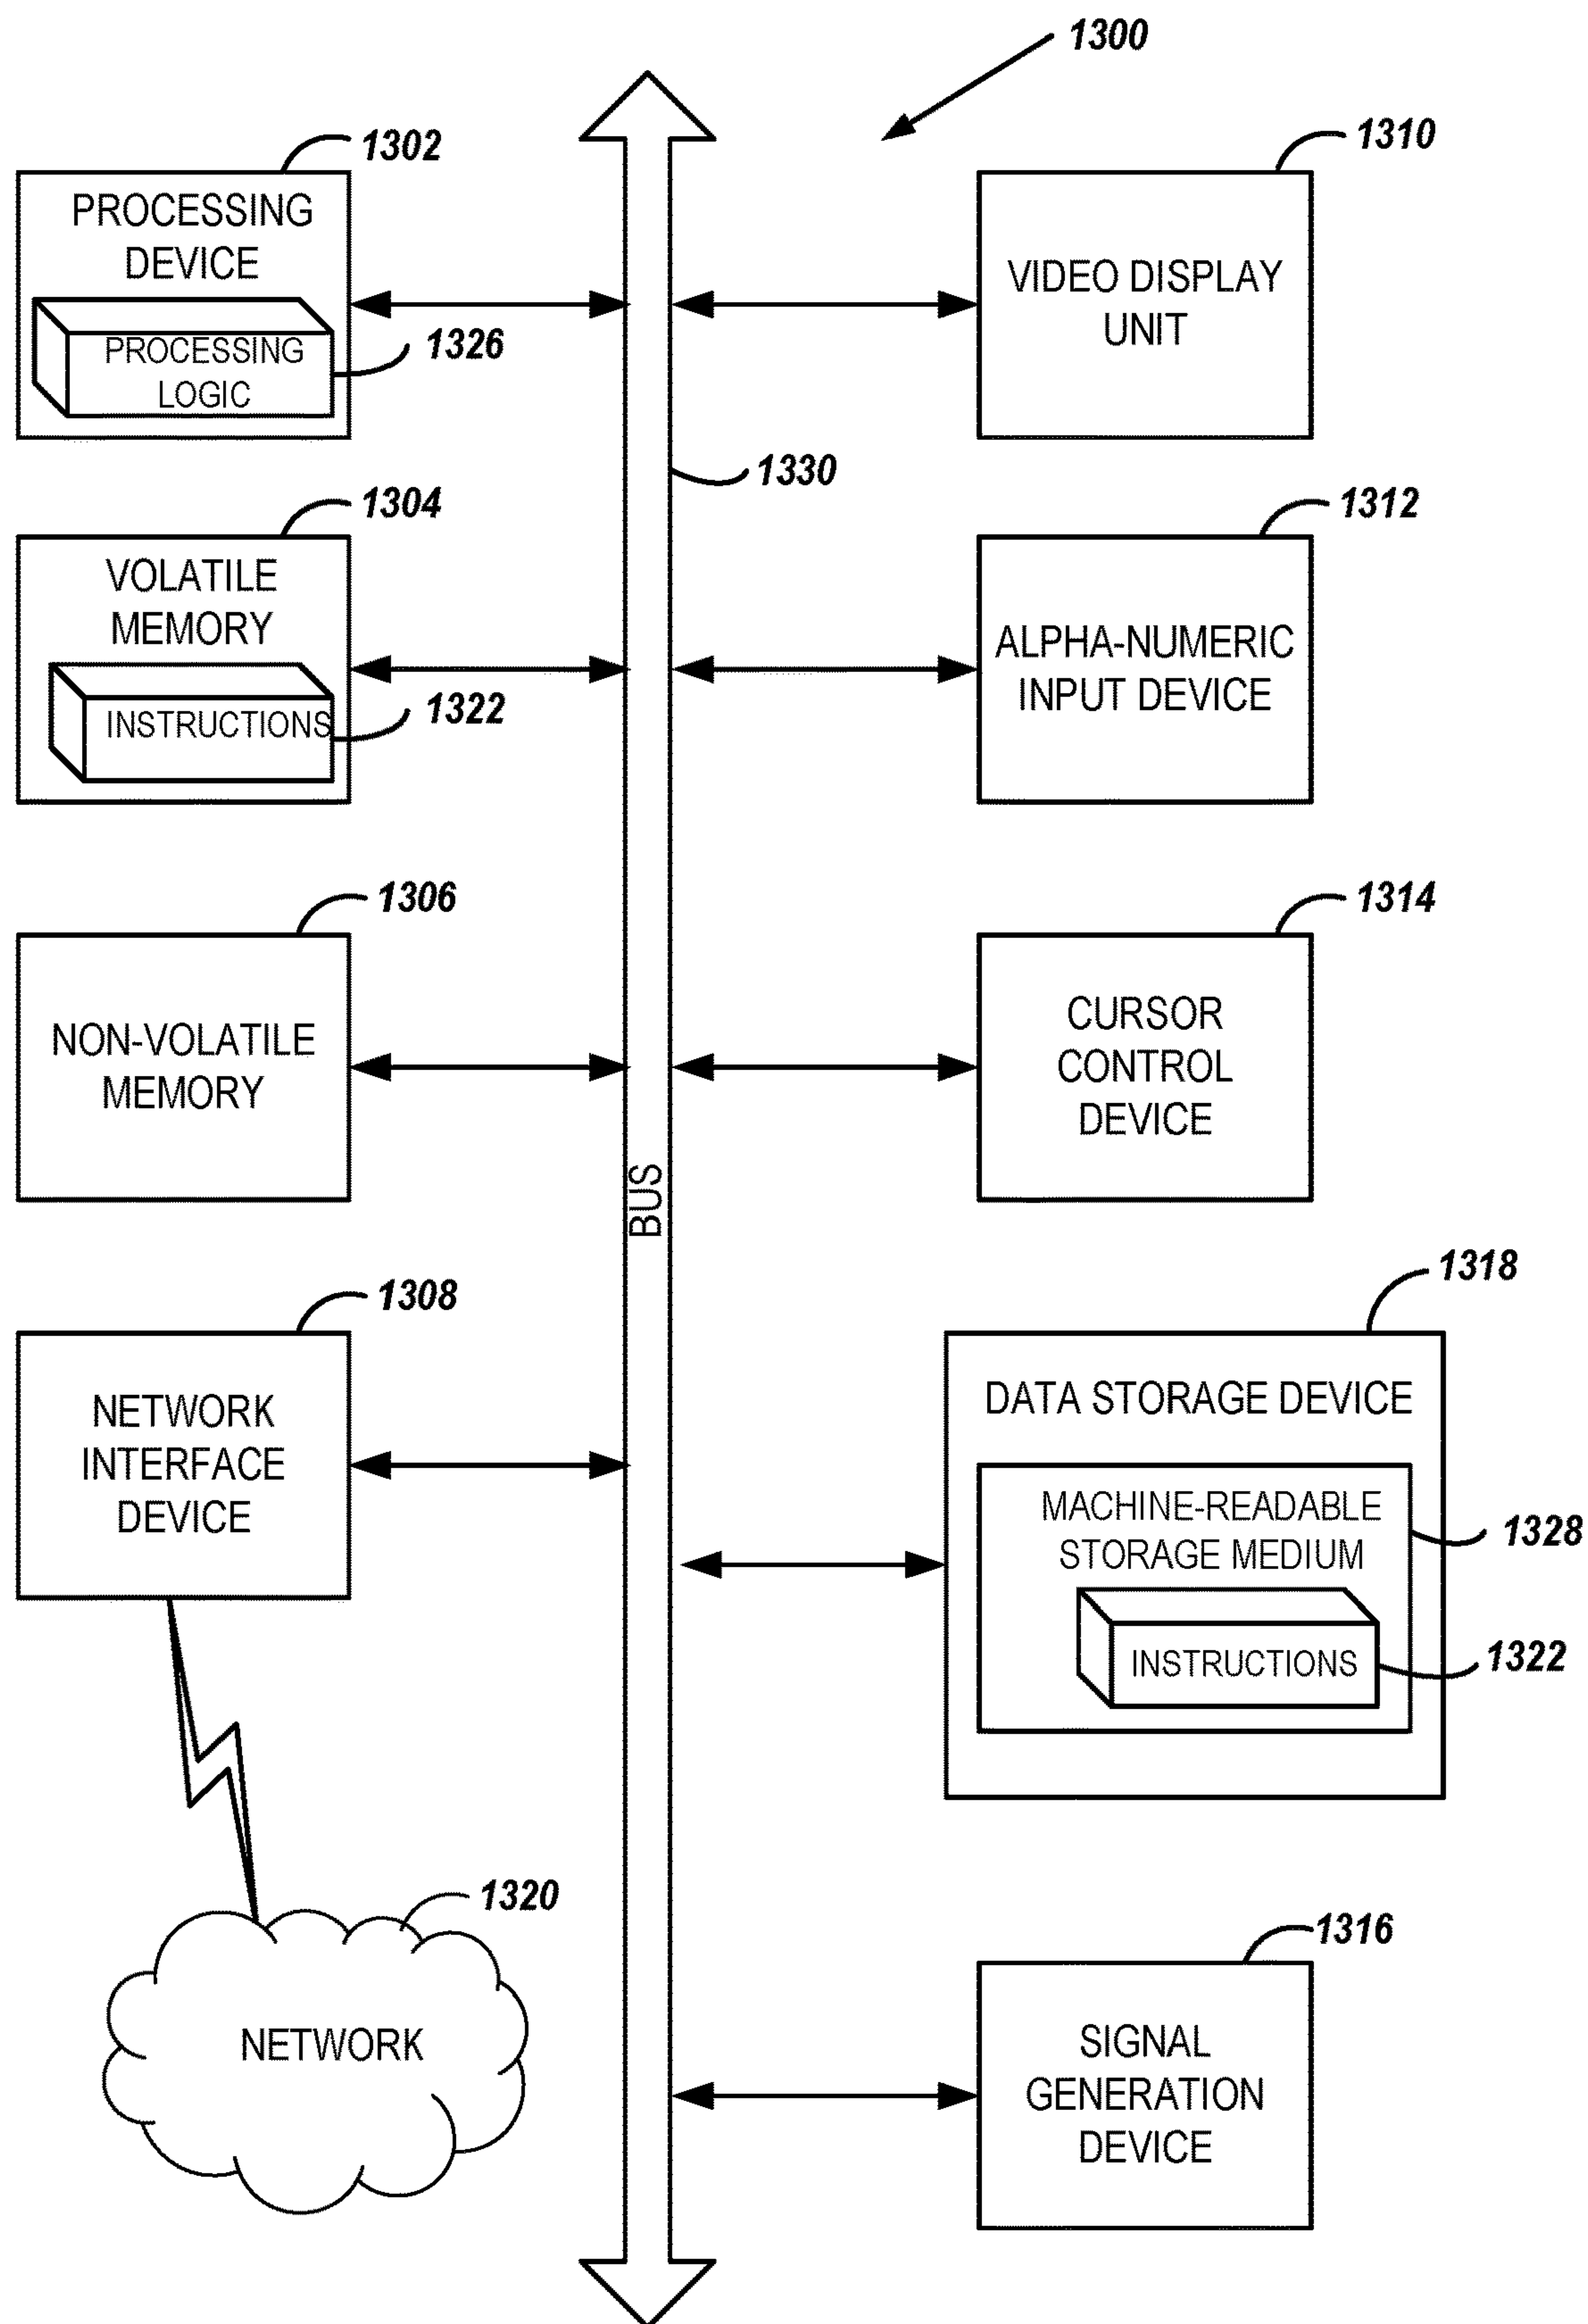 1300
1302
PROCESSING
DEVICE
PROCESSING
LOGIC
1326
1310
VIDEO DISPLAY
UNIT
1330
1304
VOLATILE
MEMORY
INSTRUCTIONS
1322
1312
ALPHA-NUMERIC
INPUT DEVICE
1306
NON-VOLATILE
MEMORY
1314
CURSOR
CONTROL
DEVICE
BUS
1308
NETWORK
INTERFACE
DEVICE
1318
DATA STORAGE DEVICE
MACHINE-READABLE
STORAGE MEDIUM
1328
INSTRUCTIONS
1322
1320
NETWORK
1316
SIGNAL
GENERATION
DEVICE